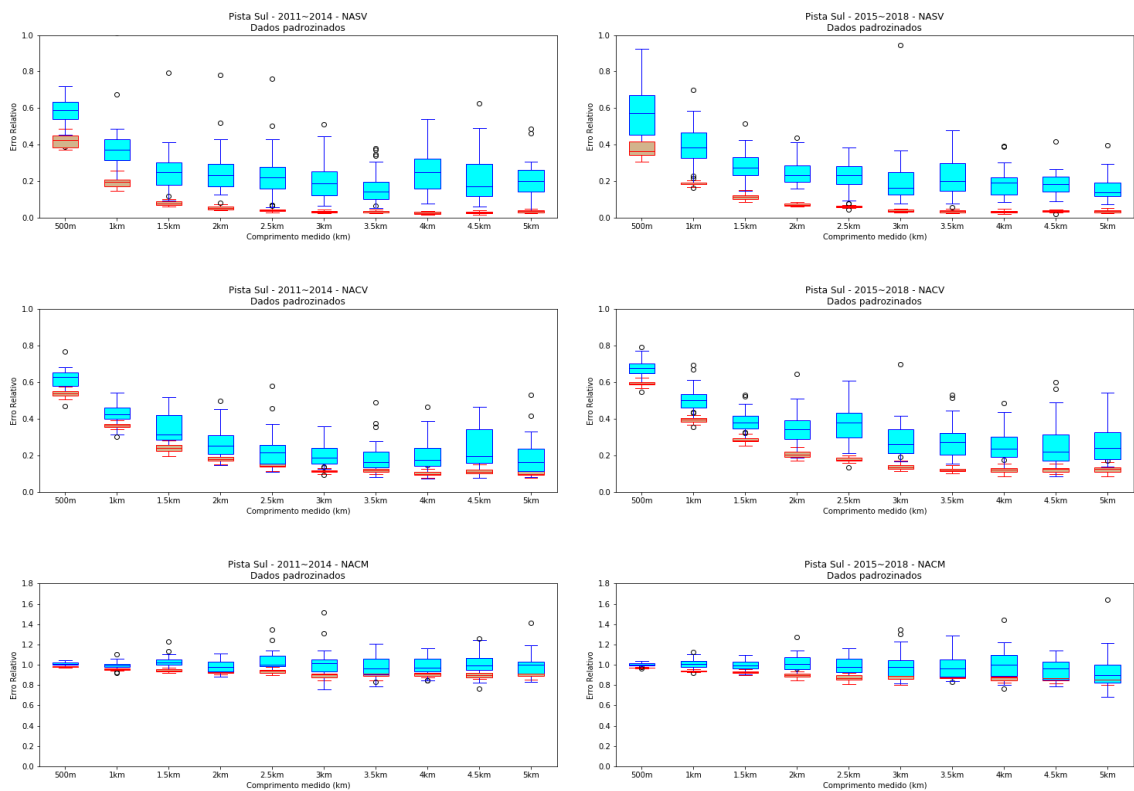 Pista Sul - 2011~2014 - NASV
Dados padrozinados
1.0
0.8
0.6
0.4
0.2
0.0
Erro Relativo
500m 1km 1.5km 2km 2.5km 3km 3.5km 4km 4.5km 5km
Comprimento medido (km)
Pista Sul - 2015~2018 - NASV
Dados padrozinados
1.0
0.8
0.6
0.4
0.2
0.0
Erro Relativo
500m 1km 1.5km 2km 2.5km 3km 3.5km 4km 4.5km 5km
Comprimento medido (km)
Pista Sul - 2011~2014 - NACV
Dados padrozinados
1.0
0.8
0.6
0.4
0.2
0.0
Erro Relativo
500m 1km 1.5km 2km 2.5km 3km 3.5km 4km 4.5km 5km
Comprimento medido (km)
Pista Sul - 2015~2018 - NACV
Dados padrozinados
1.0
0.8
0.6
0.4
0.2
0.0
Erro Relativo
500m 1km 1.5km 2km 2.5km 3km 3.5km 4km 4.5km 5km
Comprimento medido (km)
Pista Sul - 2011~2014 - NACM
Dados padrozinados
1.8
1.6
1.4
1.2
1.0
0.8
0.6
0.4
0.2
0.0
Erro Relativo
500m 1km 1.5km 2km 2.5km 3km 3.5km 4km 4.5km 5km
Comprimento medido (km)
Pista Sul - 2015~2018 - NACM
Dados padrozinados
1.8
1.6
1.4
1.2
1.0
0.8
0.6
0.4
0.2
0.0
Erro Relativo
500m 1km 1.5km 2km 2.5km 3km 3.5km 4km 4.5km 5km
Comprimento medido (km)